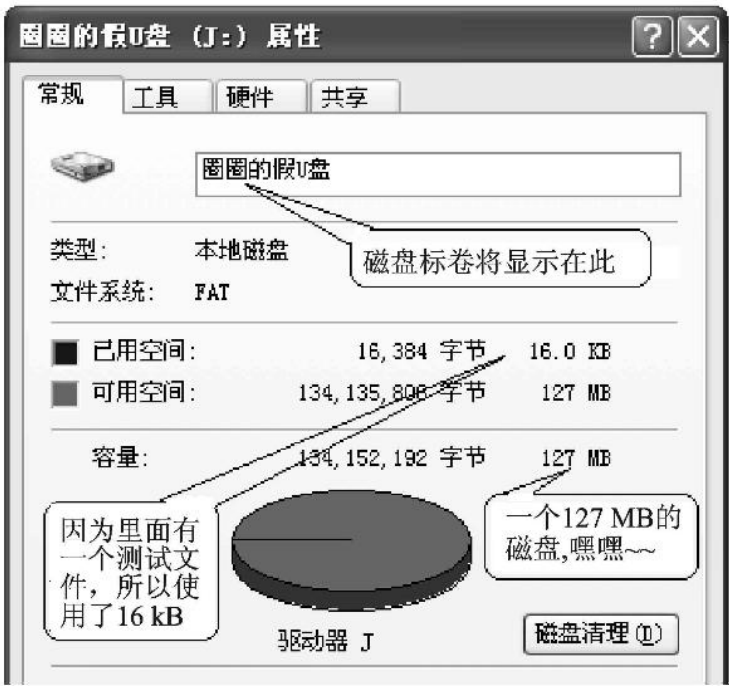 圈圈的假U盘 (J:) 属性
常规 工具 硬件 共享
圈圈的假U盘
磁盘标卷将显示在此
类型: 本地磁盘
文件系统: FAT
已用空间: 16,384 字节 16.0 KB
可用空间: 134,135,808 字节 127 MB
容量: 134,152,192 字节 127 MB
因为里面有
一个测试文
件，所以使
用了16 kB
一个127 MB的
磁盘,嘿嘿~~
驱动器 J
磁盘清理(D)